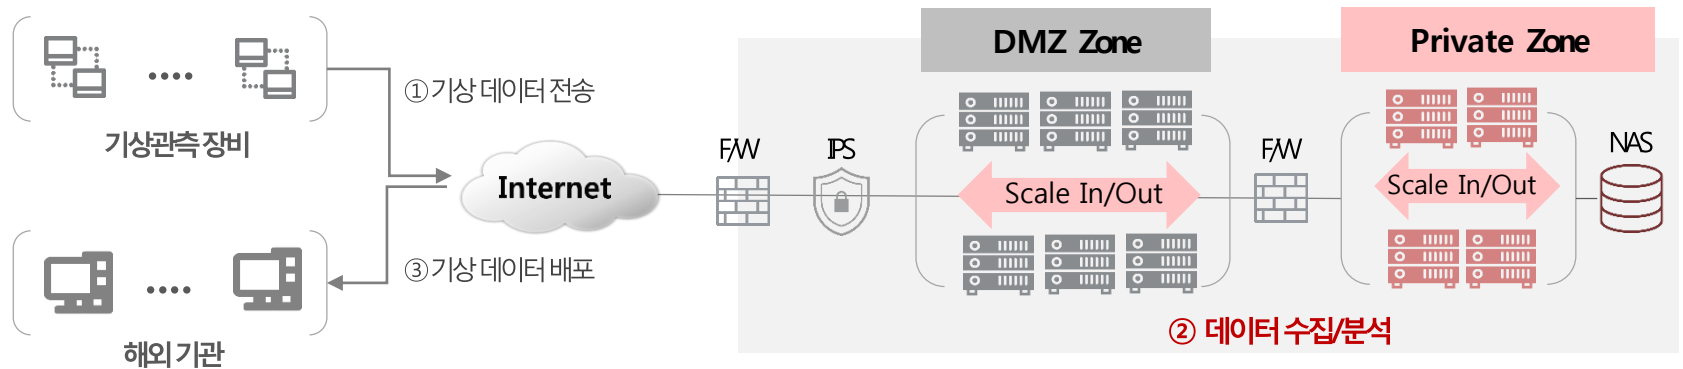 기상관측 장비
① 기상 데이터 전송
Internet
③ 기상 데이터 배포
해외 기관
F/W
IPS
DMZ Zone
Scale In/Out
F/W
Private Zone
Scale In/Out
NAS
② 데이터 수집/분석